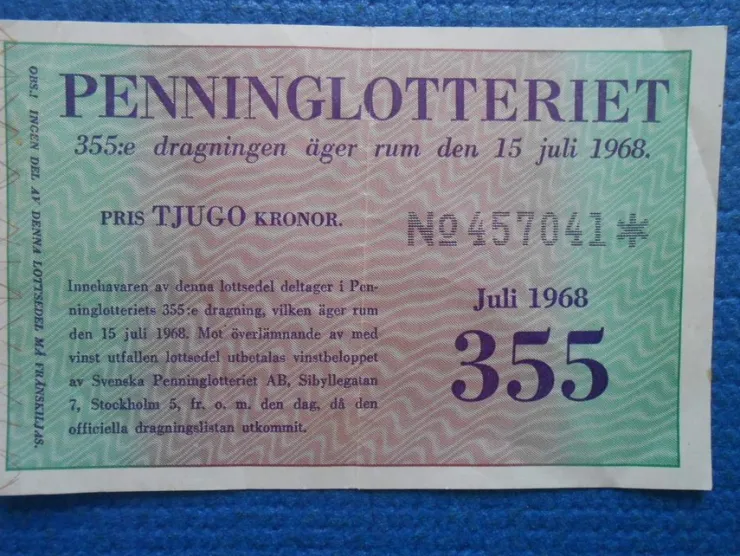 PENNINGLOTTERIET
355:e dragningen äger rum den 15 juli 1968.
PRIS TJUGO KRONOR.
No 457041*
Innehavaren av denna lottsedel deltager i Pen-
ninglotteriets 355:e dragning, vilken äger rum
den 15 juli 1968. Mot överlämnande av med
vinst utfallen lottsedel utbetalas vinstbeloppet
av Svenska Penninglotteriet AB, Sibyllegatan
7, Stockholm 5, fr. o. m. den dag, då den
officiella dragningslistan utkommit.
Juli 1968
355
OBS.! INGEN DEL AV DENNA LOTTSEDEL MÅ FRÅNSKILJAS.